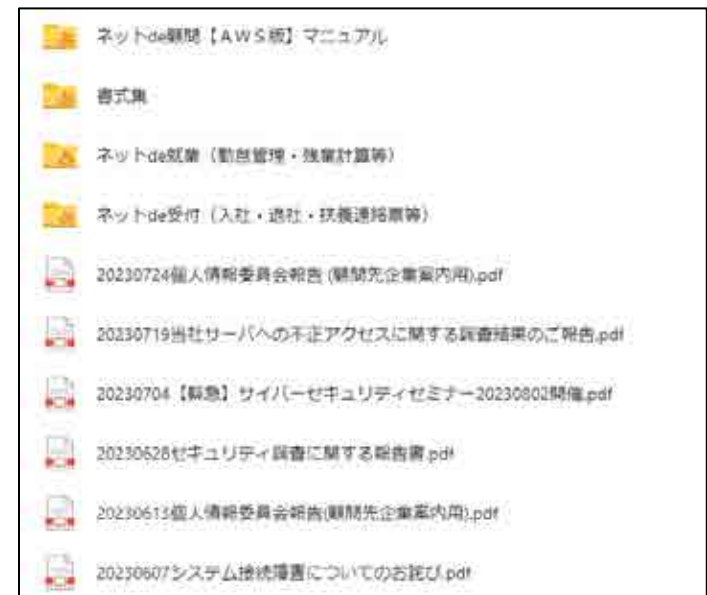 ネットde顧問【AWS版】マニュアル
書式集
ネットde就業（勤怠管理・残業計算等）
ネットde受付（入社・退社・扶養連絡票等）
20230724個人情報委員会報告(顧問先企業案内用).pdf
20230719当社サーバへの不正アクセスに関する調査結果のご報告.pdf
20230704【緊急】サイバーセキュリティセミナー20230802開催.pdf
20230628セキュリティ調査に関する報告書.pdf
20230613個人情報委員会報告(顧問先企業案内用).pdf
20230607システム接続障害についてのお詫び.pdf